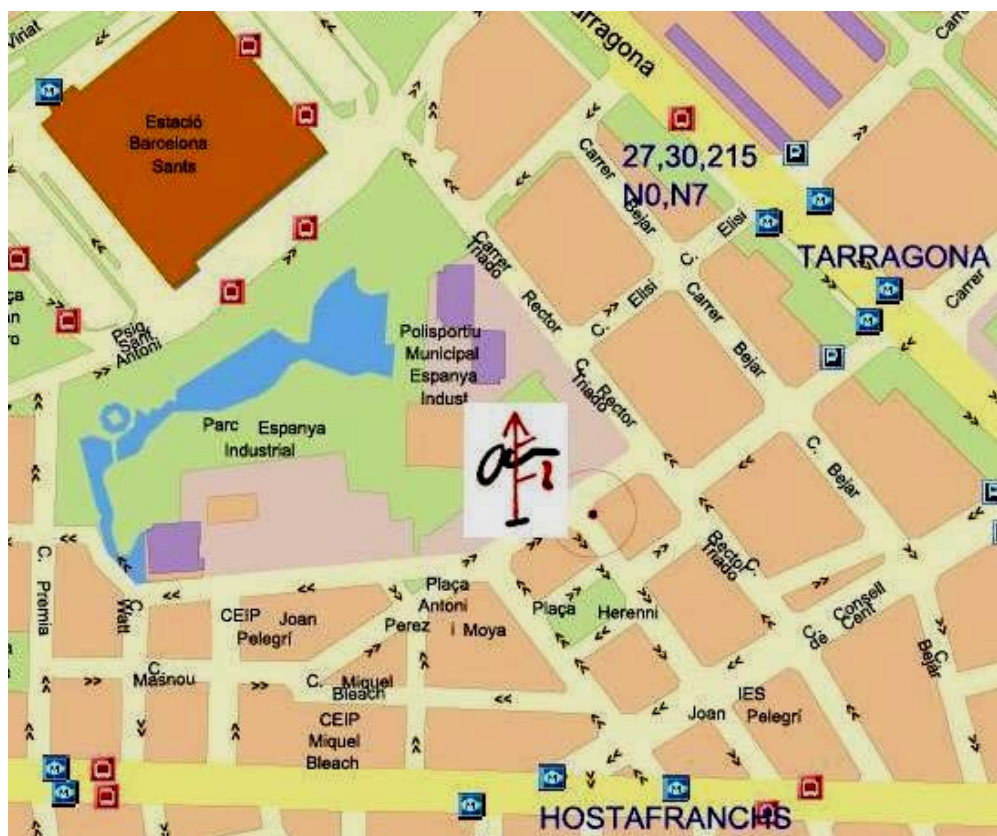 Viriat
Estació
Barcelona
Sants
Tarragona
27,30,215
N0,N7
P
M
TARRAGONA
Carrer
Bejar
C. Elisi
Carrer
Triado
Rector
C. Elisi
Carrer
Bejar
Carrer
Psig
Sant
Antoni
Polisportiu
Municipal
Espanya
Indust
Parc Espanya
Industrial
C. Rector
Triado
C. Bejar
C. Premia
C. Watt
Rector
Triado
C.
C. Consell
de Cent
C. Bejar
CEIP Joan
Pelegrí
Plaça
Antoni
Perez i Moya
Plaça Herenni
C.
Masnou
C. Miquel
Bleach
CEIP
Miquel
Bleach
IES
Joan Pelegrí
HOSTAFRANCHS